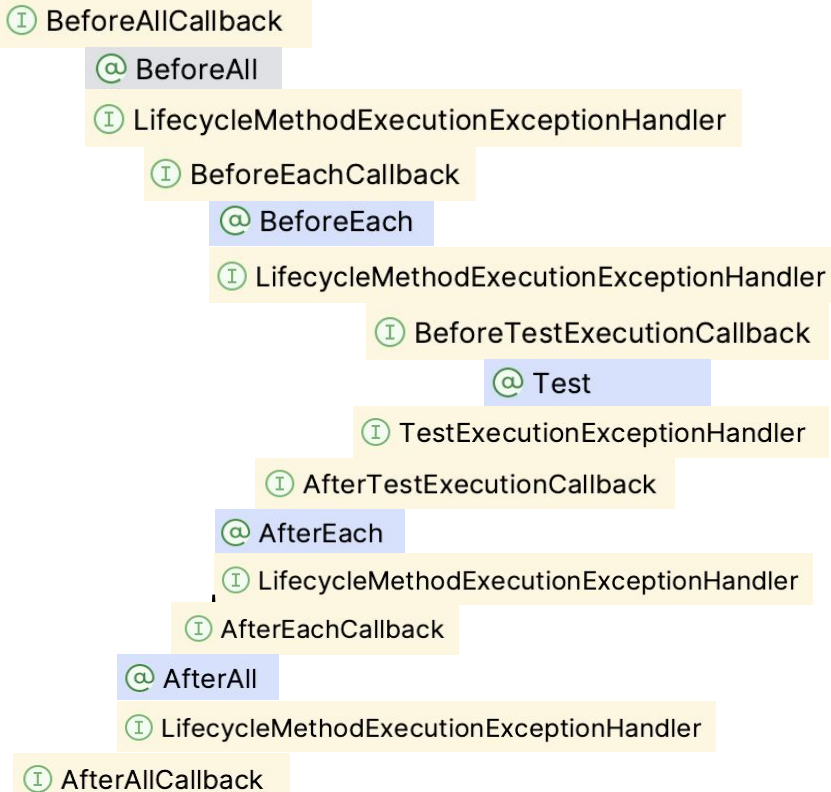 I BeforeAllCallback
@ BeforeAll
I LifecycleMethodExecutionExceptionHandler
I BeforeEachCallback
@ BeforeEach
I LifecycleMethodExecutionExceptionHandler
I BeforeTestExecutionCallback
@ Test
I TestExecutionExceptionHandler
I AfterTestExecutionCallback
@ AfterEach
I LifecycleMethodExecutionExceptionHandler
I AfterEachCallback
@ AfterAll
I LifecycleMethodExecutionExceptionHandler
I AfterAllCallback